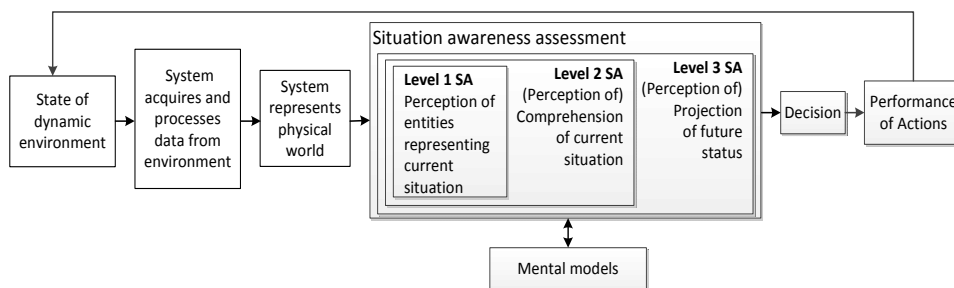 State of
dynamic
environment
System
acquires and
processes
data from
environment
System
represents
physical
world
Situation awareness assessment
Level 1 SA
Perception of
entities
representing
current
situation
Level 2 SA
(Perception of)
Comprehension
of current
situation
Level 3 SA
(Perception of)
Projection
of future
status
Decision
Performance
of Actions
Mental models